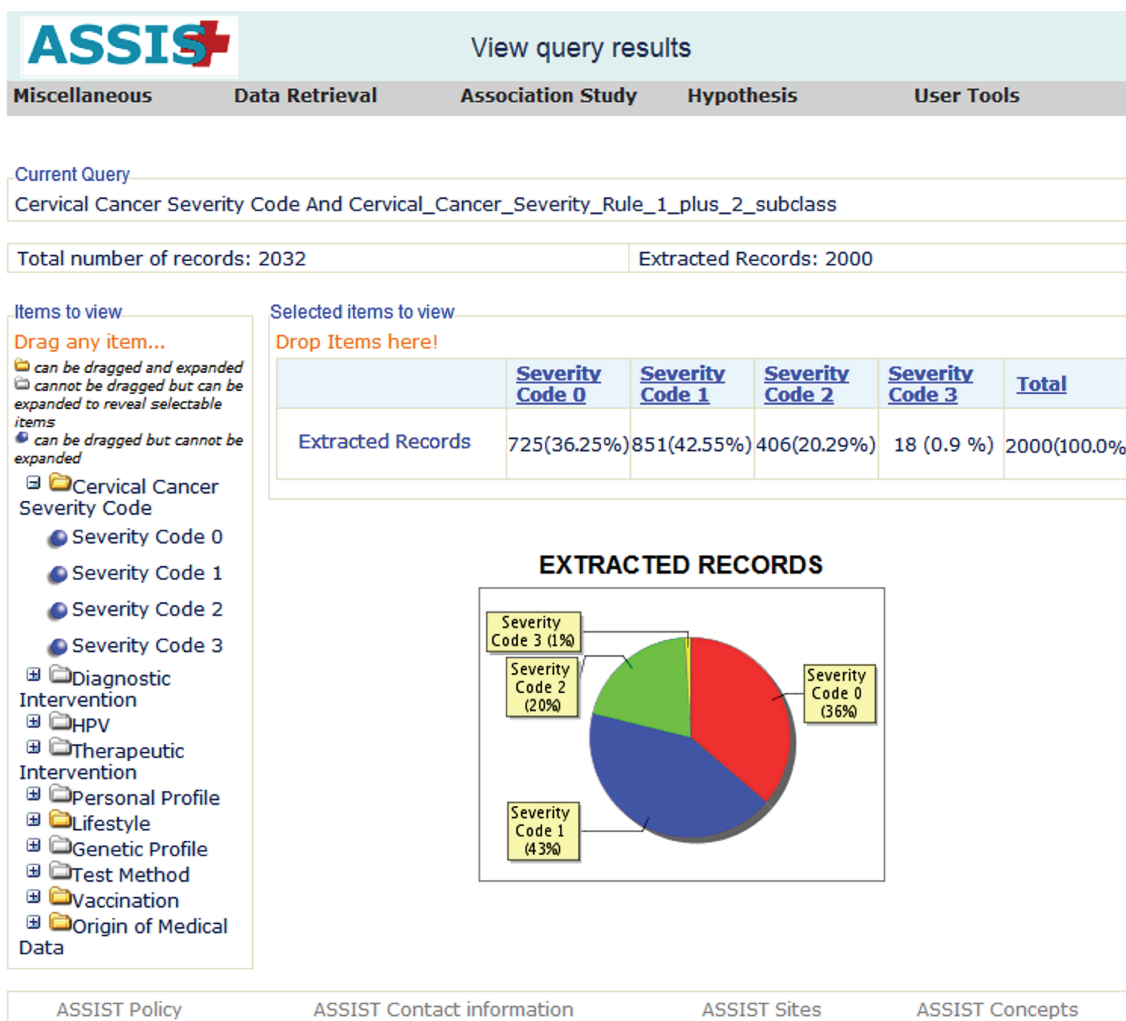 ASSIS
View query results
Miscellaneous Data Retrieval Association Study Hypothesis User Tools
Current Query
Cervical Cancer Severity Code And Cervical_Cancer_Severity_Rule_1_plus_2_subclass
Total number of records: 2032 Extracted Records: 2000
Items to view
Drag any item...
can be dragged and expanded
cannot be dragged but can be
expanded to reveal selectable
items
can be dragged but cannot be
expanded
Cervical Cancer
Severity Code
Severity Code 0
Severity Code 1
Severity Code 2
Severity Code 3
Diagnostic
Intervention
HPV
Therapeutic
Intervention
Personal Profile
Lifestyle
Genetic Profile
Test Method
Vaccination
Origin of Medical
Data
Selected items to view
Drop Items here!
Severity Code 0 Severity Code 1 Severity Code 2 Severity Code 3 Total
Extracted Records 725(36.25%) 851(42.55%) 406(20.29%) 18 (0.9 %) 2000(100.0%
EXTRACTED RECORDS
Severity
Code 3 (1%)
Severity
Code 2
(20%)
Severity
Code 0
(36%)
Severity
Code 1
(43%)
ASSIST Policy ASSIST Contact information ASSIST Sites ASSIST Concepts